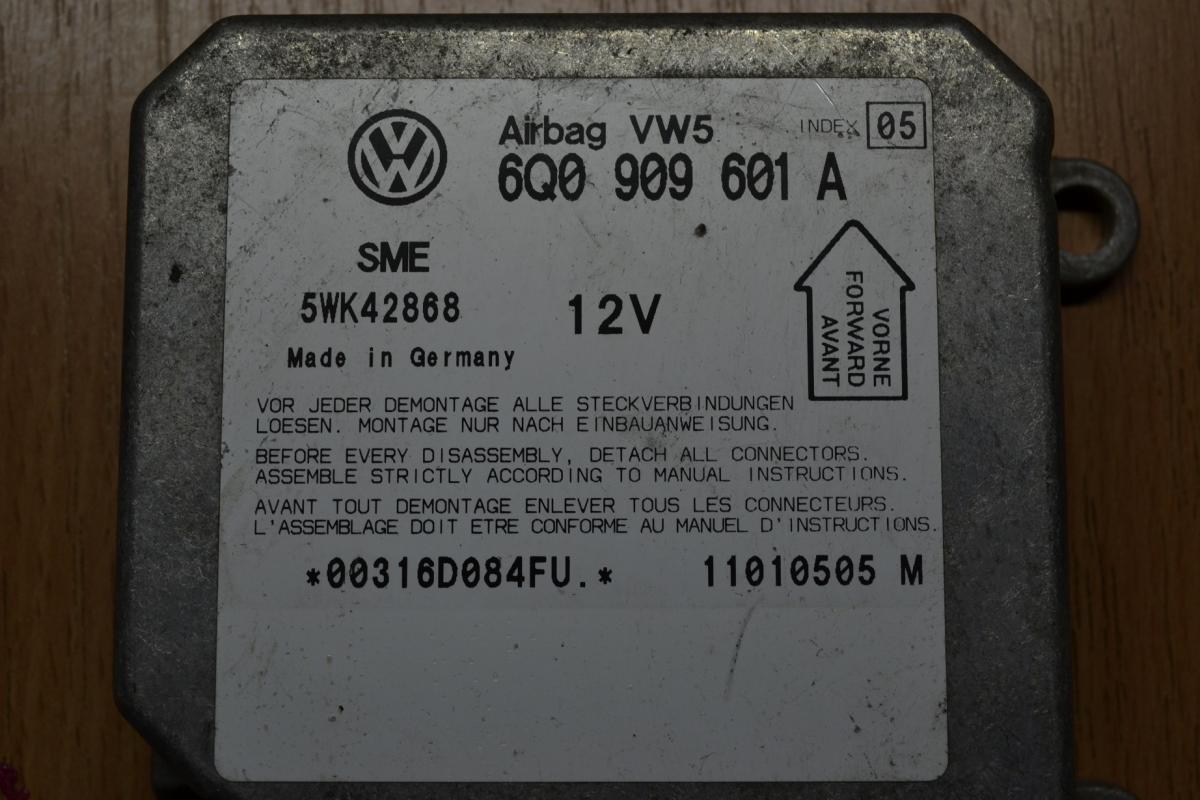 Airbag VW5
INDEX 05
6Q0 909 601 A
SME
5WK42868
12V
VORNE
FORWARD
AVANT
Made in Germany
VOR JEDER DEMONTAGE ALLE STECKVERBINDUNGEN
LOESEN. MONTAGE NUR NACH EINBAUANWEISUNG.
BEFORE EVERY DISASSEMBLY, DETACH ALL CONNECTORS.
ASSEMBLE STRICTLY ACCORDING TO MANUAL INSTRUCTIONS.
AVANT TOUT DEMONTAGE ENLEVER TOUS LES CONNECTEURS.
L'ASSEMBLAGE DOIT ETRE CONFORME AU MANUEL D'INSTRUCTIONS.
*00316D084FU.*
11010505 M